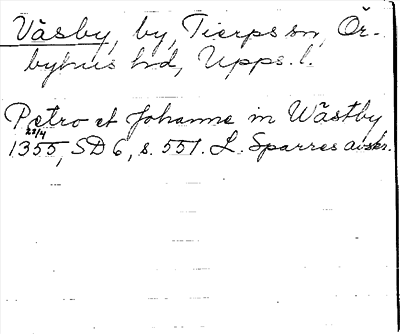 Väsby, by, Tierps sn, Ör-
byhus hd, Upps. l.
Petro et Johanne in Wästby
28/4
1355, SD 6, s. 551. L. Sparres avskr.